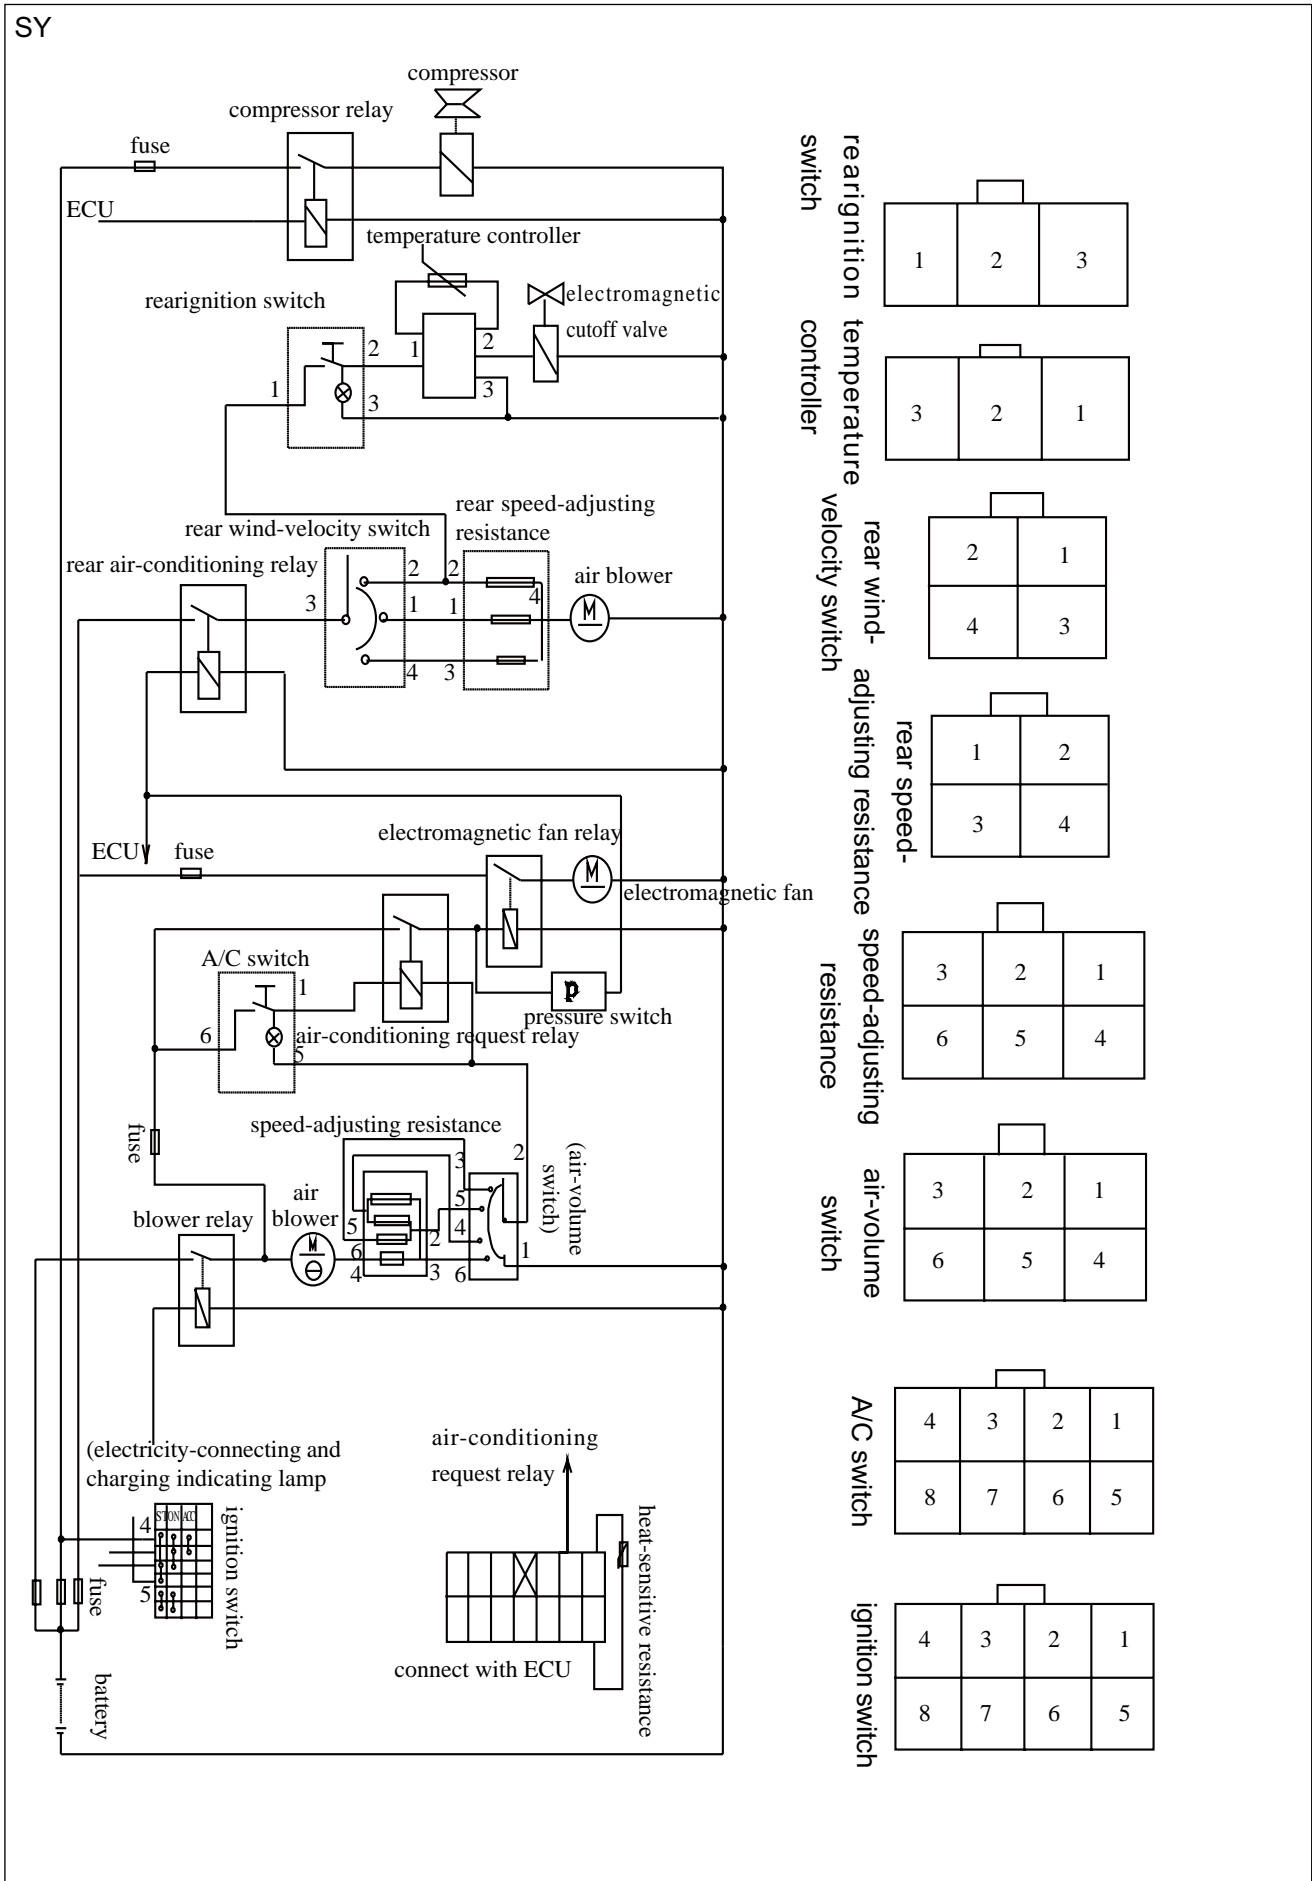 SY
compressor
compressor relay
fuse
ECU
temperature controller
rearignition switch
electromagnetic
cutoff valve
1
2
3
1
2
3
rear speed-adjusting
resistance
rear wind-velocity switch
rear air-conditioning relay
air blower
M
3
2
1
4
2
1
3
4
electromagnetic fan relay
ECU
fuse
M
electromagnetic fan
A/C switch
1
6
5
P
pressure switch
air-conditioning request relay
fuse
speed-adjusting resistance
(air-volume
switch)
air
blower
blower relay
M
5
6
4
2
3
3
5
4
6
2
1
(electricity-connecting and
charging indicating lamp
ST ON ACC
4
5
ignition switch
fuse
battery
air-conditioning
request relay
heat-sensitive resistance
connect with ECU
rearignition
switch
1 2 3
temperature
controller
3 2 1
rear wind-
velocity switch
2 1
4 3
rear speed-
adjusting resistance
1 2
3 4
speed-adjusting
resistance
3 2 1
6 5 4
air-volume
switch
3 2 1
6 5 4
A/C switch
4 3 2 1
8 7 6 5
ignition switch
4 3 2 1
8 7 6 5